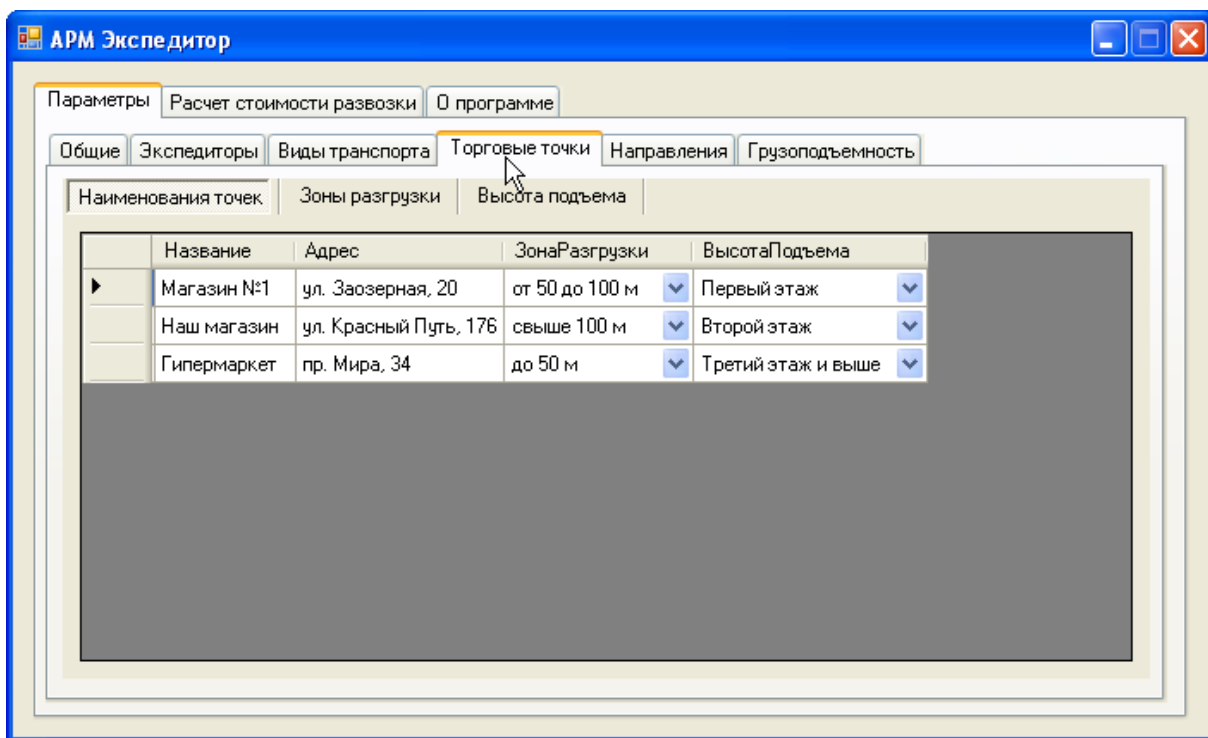 АРМ Экспедитор
Параметры Расчет стоимости развозки О программе
Общие Экспедиторы Виды транспорта Торговые точки Направления Грузоподъемность
Наименования точек Зоны разгрузки Высота подъема
Название Адрес ЗонаРазгрузки ВысотаПодъема
Магазин №1 ул. Заозерная, 20 от 50 до 100 м Первый этаж
Наш магазин ул. Красный Путь, 176 свыше 100 м Второй этаж
Гипермаркет пр. Мира, 34 до 50 м Третий этаж и выше